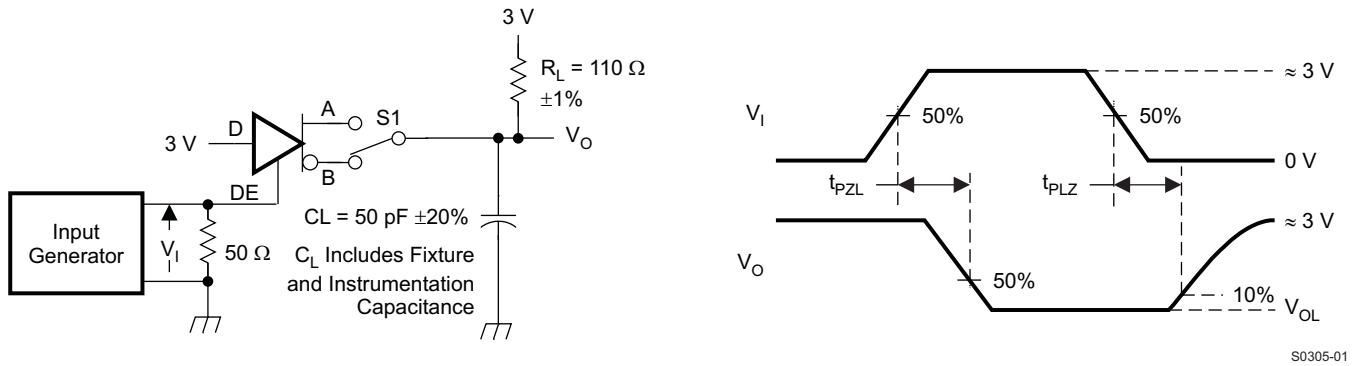 3 V
R_L = 110 Ω
±1%
A
S1
D
3 V
V_O
B
DE
Input
Generator
V_I
50 Ω
CL = 50 pF ±20%
C_L Includes Fixture
and Instrumentation
Capacitance
≈ 3 V
V_I
50%
50%
0 V
t_PZL
t_PLZ
≈ 3 V
V_O
50%
10%
V_OL
S0305-01